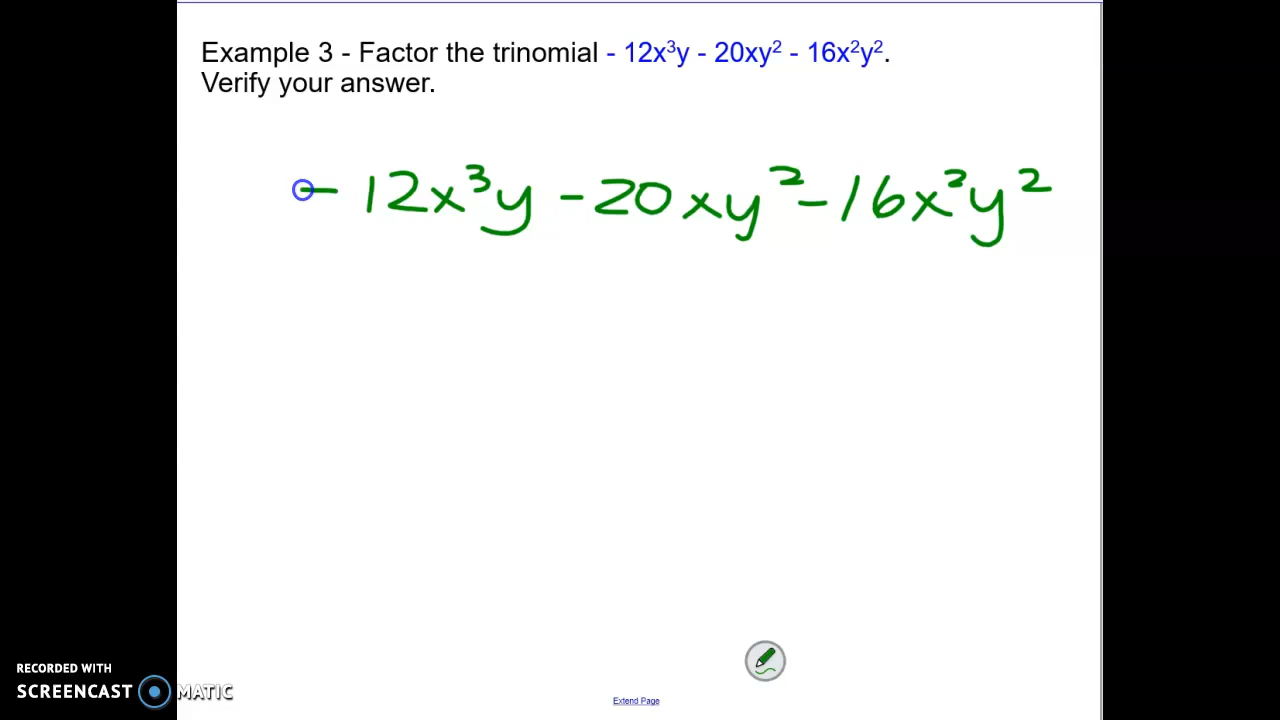 Example 3 - Factor the trinomial - 12x³y - 20xy² - 16x²y².
Verify your answer.
- 12x³y - 20xy² - 16x²y²
RECORDED WITH
SCREENCAST MATIC
Extend Page